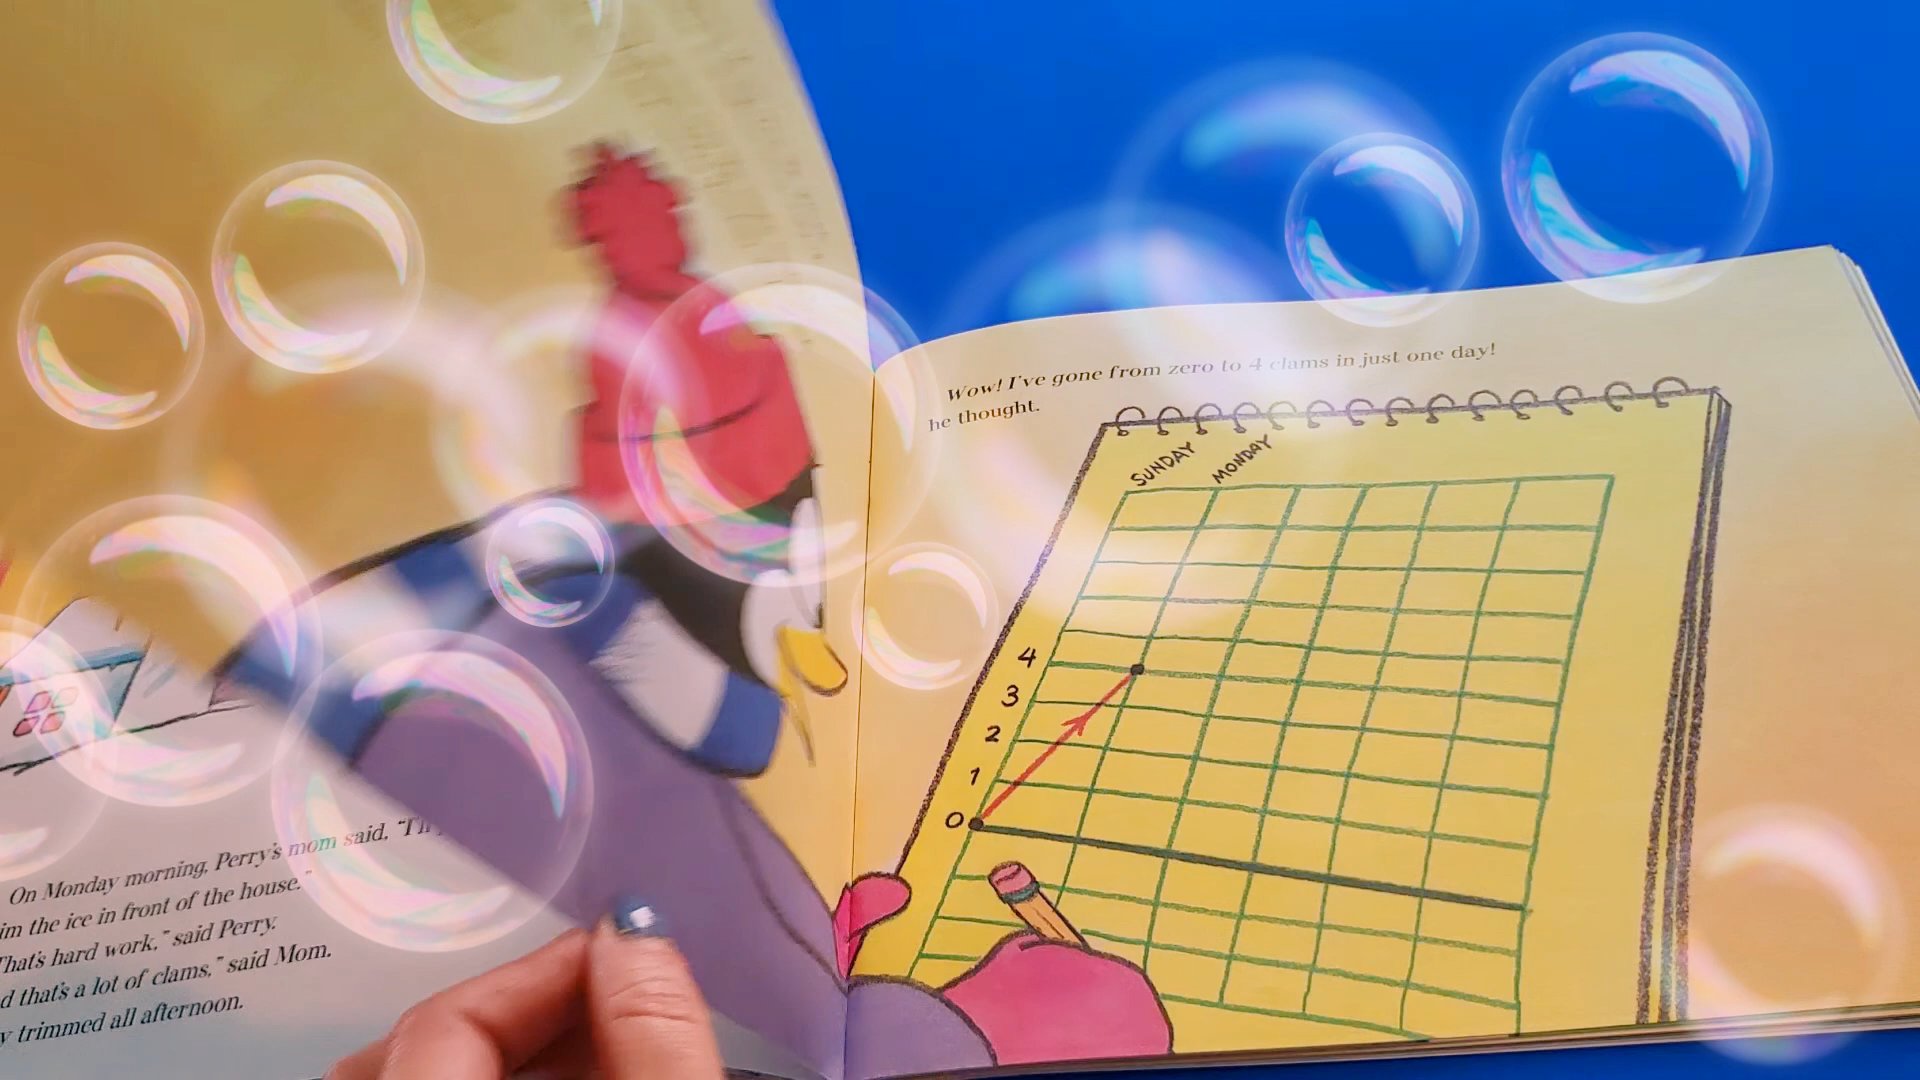 On Monday morning, Perry's mom said,
im the ice in front of the house."
That's hard work," said Perry.
d that's a lot of clams," said Mom.
y trimmed all afternoon.
Wow! I've gone from zero to 4 clams in just one day!
he thought.
SUNDAY MONDAY
4
3
2
1
0